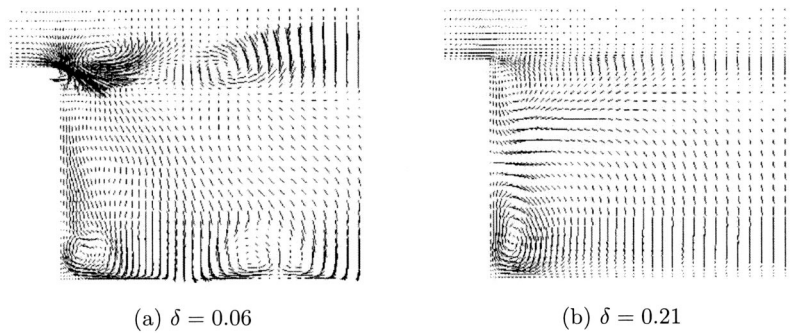 (a) δ = 0.06
(b) δ = 0.21